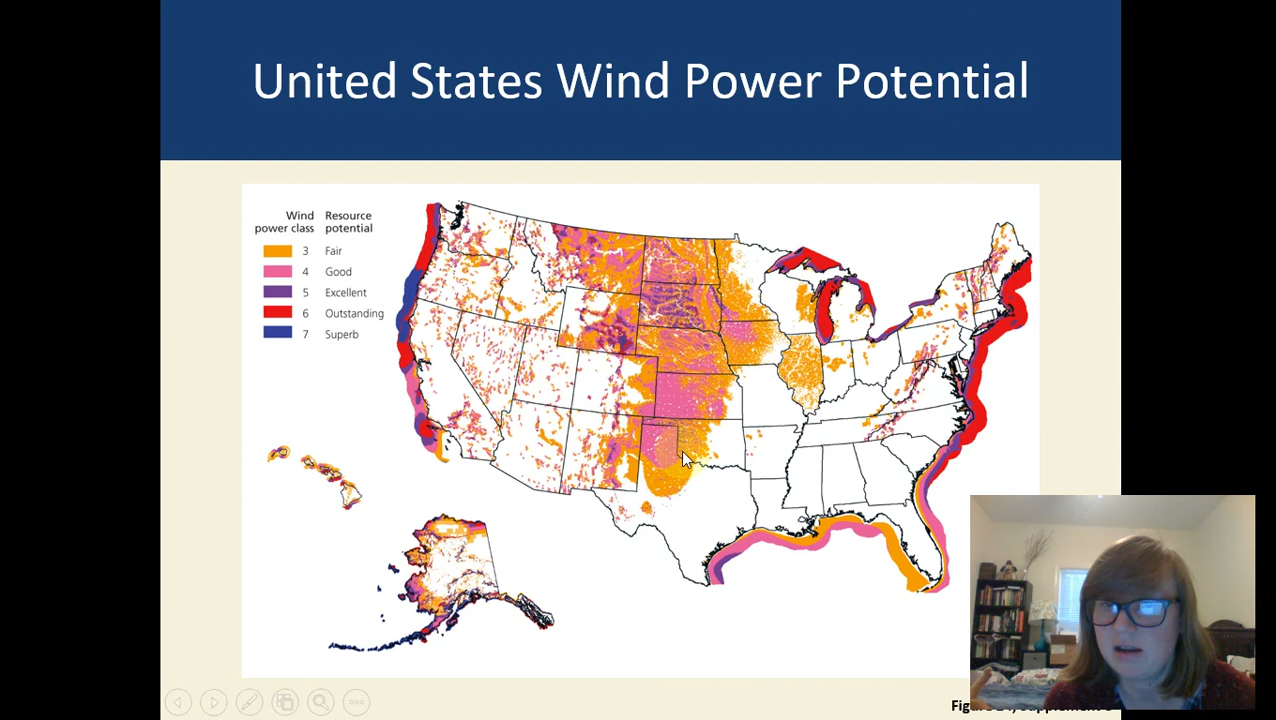 United States Wind Power Potential
Wind Resource
power class potential
3 Fair
4 Good
5 Excellent
6 Outstanding
7 Superb